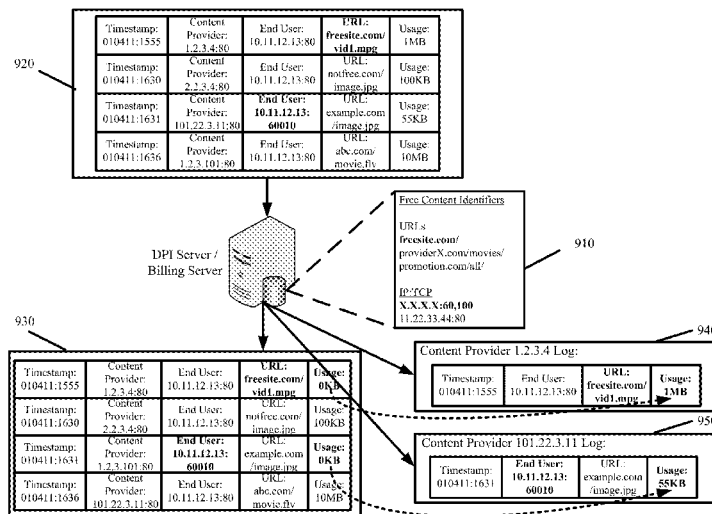 920
Timestamp: 010411:1555
Content Provider: 1.2.3.4:80
End User: 10.11.12.13:80
URL: freesite.com/ vid1.mpg
Usage: 1MB
Timestamp: 010411:1630
Content Provider: 2.2.3.4:80
End User: 10.11.12.13:80
URL: notfree.com/ image.jpg
Usage: 100KB
Timestamp: 010411:1631
Content Provider: 101.22.3.11:80
End User: 10.11.12.13: 60010
URL: example.com /image.jpg
Usage: 55KB
Timestamp: 010411:1636
Content Provider: 1.2.3.101:80
End User: 10.11.12.13:80
URL: abc.com/ movie.flv
Usage: 10MB
DPI Server /
Billing Server
910
Free Content Identifiers
URLs
freesite.com/
providerX.com/movies/
promotion.com/all/
IP:TCP
X.X.X.X:60,100
11.22.33.44:80
930
Timestamp: 010411:1555
Content Provider: 1.2.3.4:80
End User: 10.11.12.13:80
URL: freesite.com/ vid1.mpg
Usage: 0KB
Timestamp: 010411:1630
Content Provider: 2.2.3.4:80
End User: 10.11.12.13:80
URL: notfree.com/ image.jpg
Usage: 100KB
Timestamp: 010411:1631
Content Provider: 1.2.3.101:80
End User: 10.11.12.13: 60010
URL: example.com /image.jpg
Usage: 0KB
Timestamp: 010411:1636
Content Provider: 101.22.3.11:80
End User: 10.11.12.13:80
URL: abc.com/ movie.flv
Usage: 10MB
940
Content Provider 1.2.3.4 Log:
Timestamp: 010411:1555
End User: 10.11.12.13:80
URL: freesite.com/ vid1.mpg
Usage: 1MB
950
Content Provider 101.22.3.11 Log:
Timestamp: 010411:1631
End User: 10.11.12.13: 60010
URL: example.com /image.jpg
Usage: 55KB